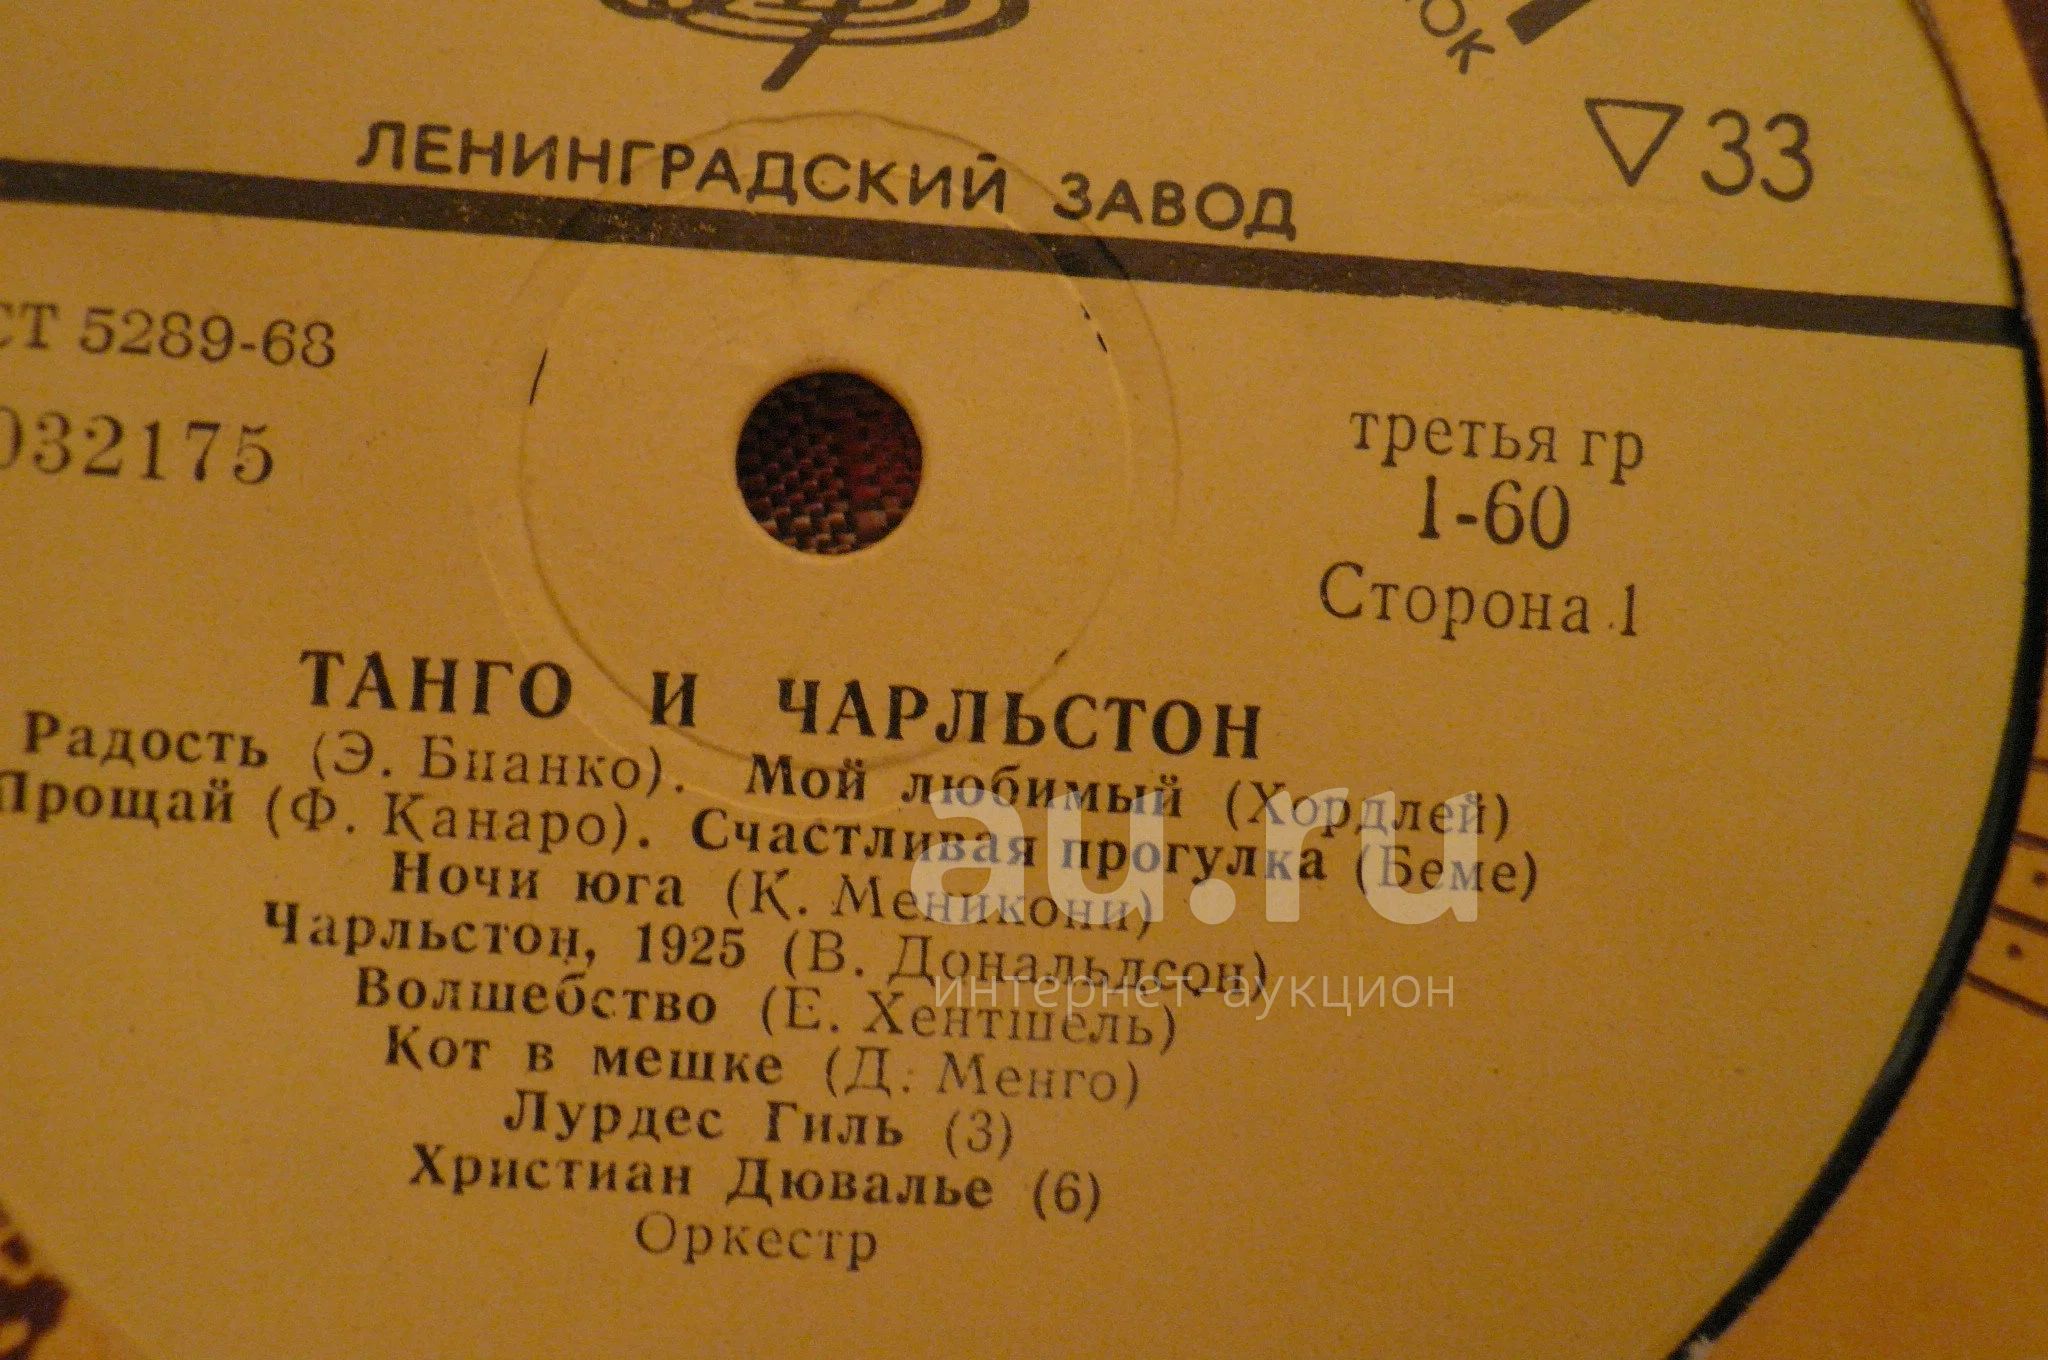 ОК
▽33
ЛЕНИНГРАДСКИЙ ЗАВОД
СТ 5289-68
032175
третья гр
1-60
Сторона 1
ТАНГО И ЧАРЛЬСТОН
Радость (Э. Бианко). Мой любимый (Хордлей)
Прощай (Ф. Канаро). Счастливая прогулка (Беме)
Ночи юга (К. Меникони)
Чарльстон, 1925 (В. Дональдсон)
Волшебство (Е. Хентшель)
Кот в мешке (Д. Менго)
Лурдес Гиль (3)
Христиан Дювалье (6)
Оркестр
au.ru
интернет-аукцион